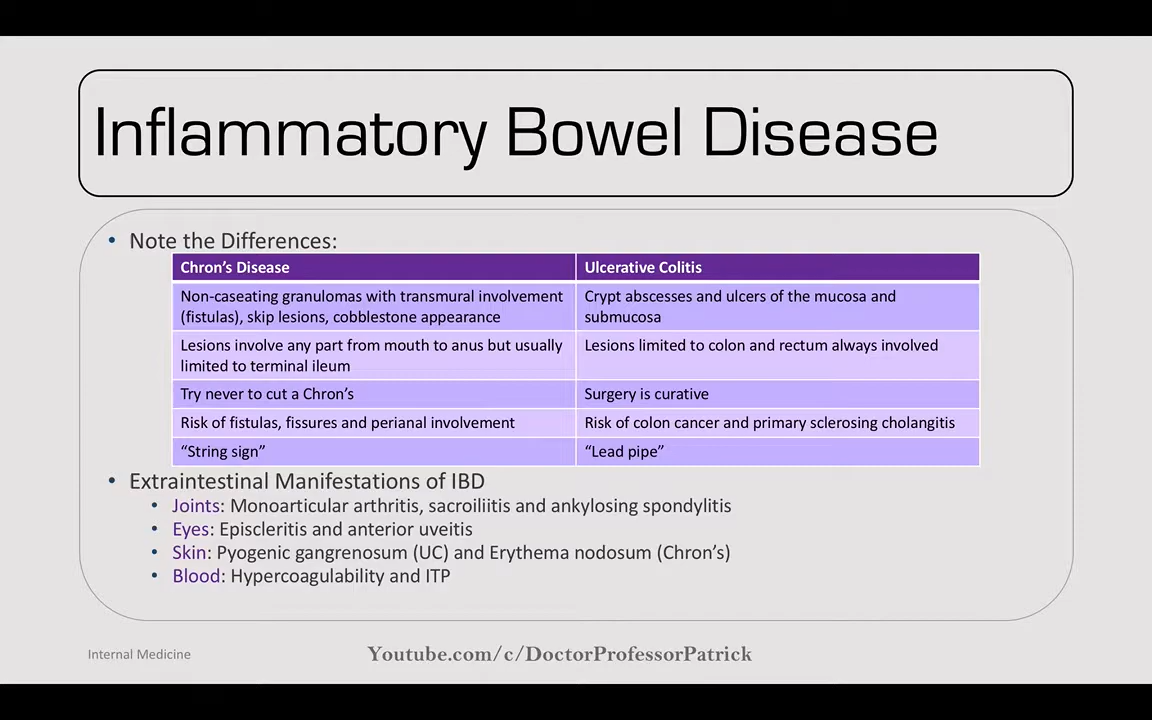 Inflammatory Bowel Disease
• Note the Differences:
Chron's Disease
Ulcerative Colitis
Non-caseating granulomas with transmural involvement
(fistulas), skip lesions, cobblestone appearance
Crypt abscesses and ulcers of the mucosa and
submucosa
Lesions involve any part from mouth to anus but usually
limited to terminal ileum
Lesions limited to colon and rectum always involved
Try never to cut a Chron's
Surgery is curative
Risk of fistulas, fissures and perianal involvement
Risk of colon cancer and primary sclerosing cholangitis
“String sign”
“Lead pipe”
• Extraintestinal Manifestations of IBD
• Joints: Monoarticular arthritis, sacroiliitis and ankylosing spondylitis
• Eyes: Episcleritis and anterior uveitis
• Skin: Pyogenic gangrenosum (UC) and Erythema nodosum (Chron's)
• Blood: Hypercoagulability and ITP
Internal Medicine
Youtube.com/c/DoctorProfessorPatrick